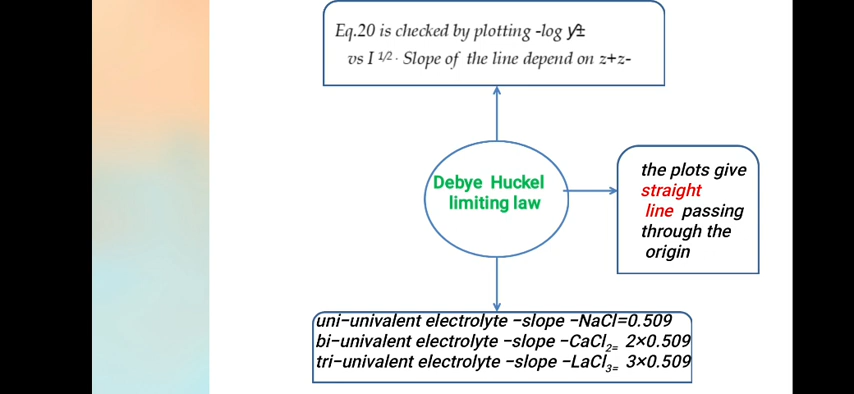 Eq.20 is checked by plotting -log γ±
vs I 1/2 . Slope of the line depend on z+z-
Debye Huckel
limiting law
the plots give
straight
line passing
through the
origin
uni-univalent electrolyte -slope -NaCl=0.509
bi-univalent electrolyte -slope -CaCl2= 2×0.509
tri-univalent electrolyte -slope -LaCl3= 3×0.509